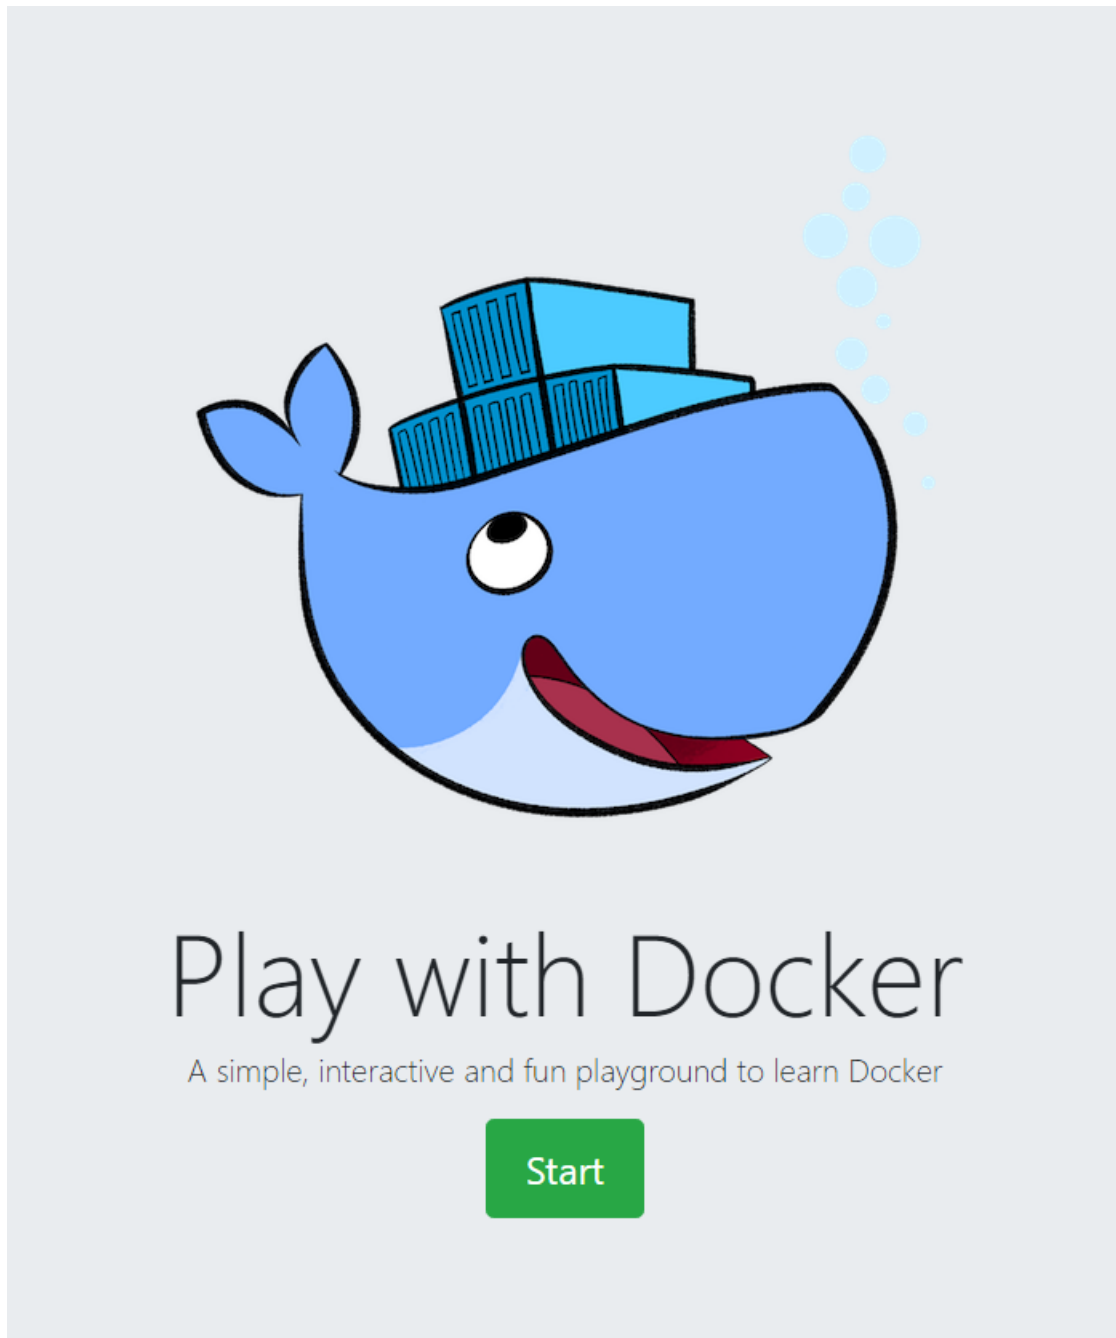 Play with Docker
A simple, interactive and fun playground to learn Docker
Start